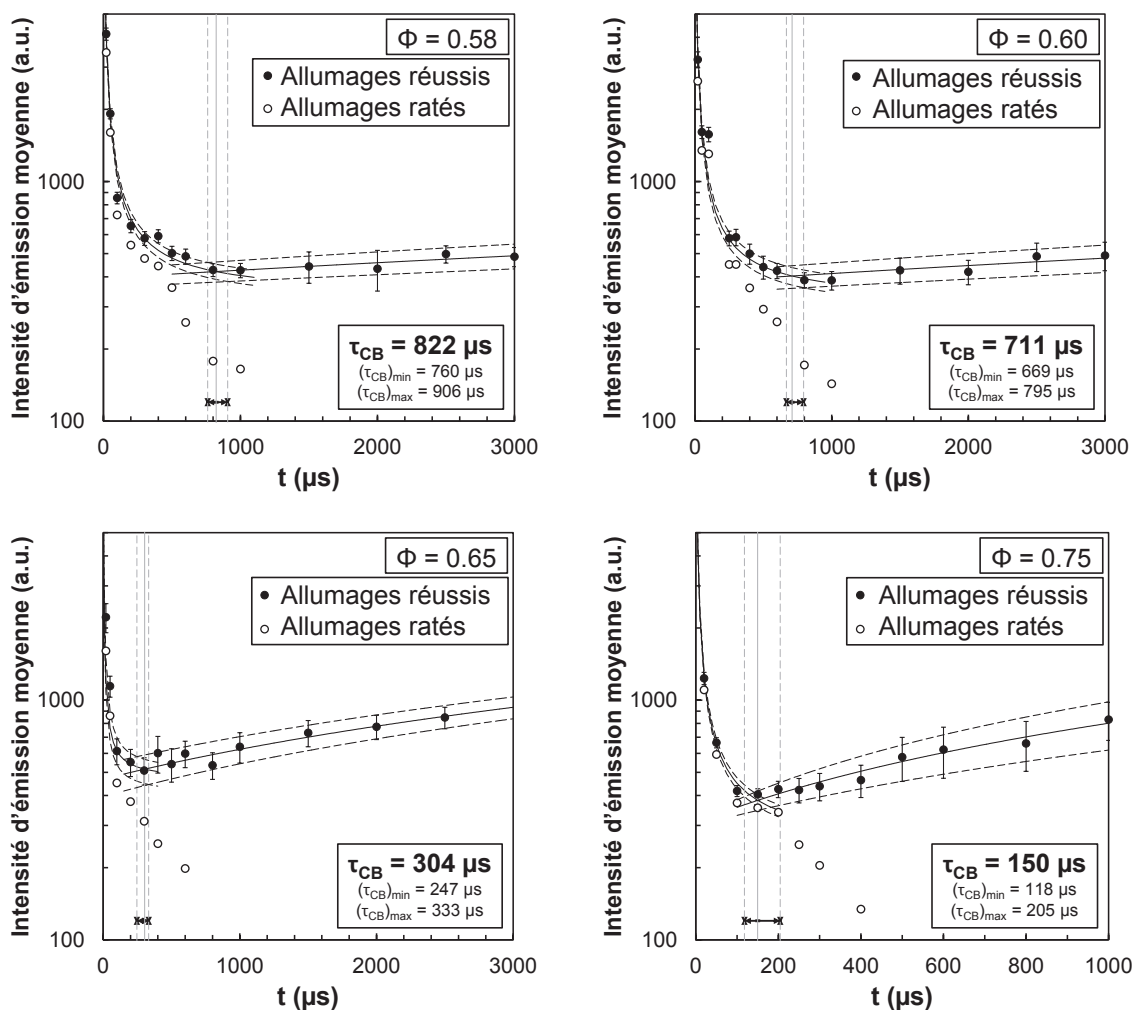 Intensité d'émission moyenne (a.u.)
1000
100
Φ = 0.58
Allumages réussis
Allumages ratés
τCB = 822 µs
(τCB)min = 760 µs
(τCB)max = 906 µs
0 1000 2000 3000
t (µs)
Intensité d'émission moyenne (a.u.)
1000
100
Φ = 0.60
Allumages réussis
Allumages ratés
τCB = 711 µs
(τCB)min = 669 µs
(τCB)max = 795 µs
0 1000 2000 3000
t (µs)
Intensité d'émission moyenne (a.u.)
1000
100
Φ = 0.65
Allumages réussis
Allumages ratés
τCB = 304 µs
(τCB)min = 247 µs
(τCB)max = 333 µs
0 1000 2000 3000
t (µs)
Intensité d'émission moyenne (a.u.)
1000
100
Φ = 0.75
Allumages réussis
Allumages ratés
τCB = 150 µs
(τCB)min = 118 µs
(τCB)max = 205 µs
0 200 400 600 800 1000
t (µs)